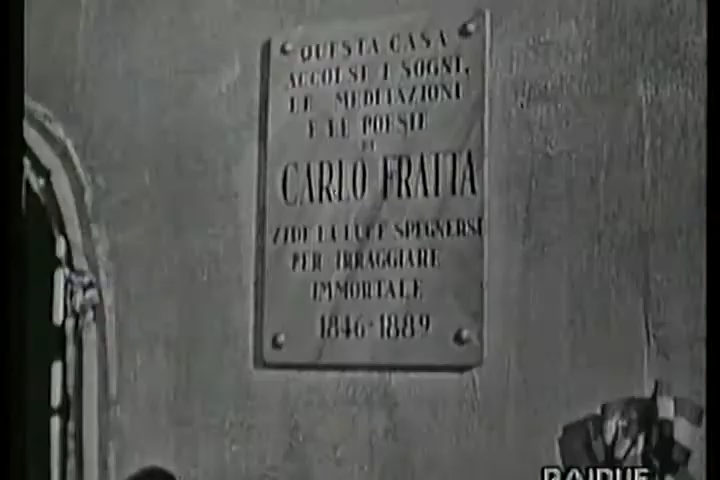 QUESTA CASA
ACCOLSE I SOGNI,
LE MEDITAZIONI
E LE POESIE
DI
CARLO FRATTA
VIDE LA LUCE SPEGNERSI
PER IRRAGGIARE
IMMORTALE
1846-1889
RAIDUE